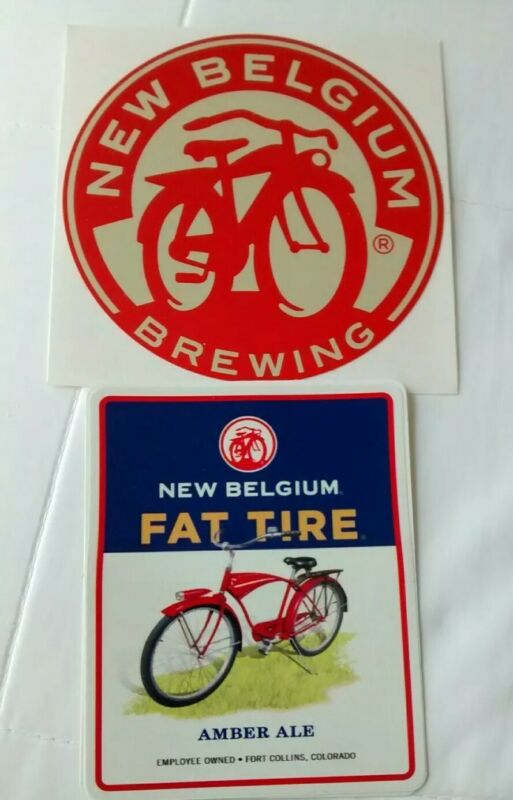 NEW BELGIUM
®
BREWING
NEW BELGIUM
FAT TIRE
AMBER ALE
EMPLOYEE OWNED • FORT COLLINS, COLORADO